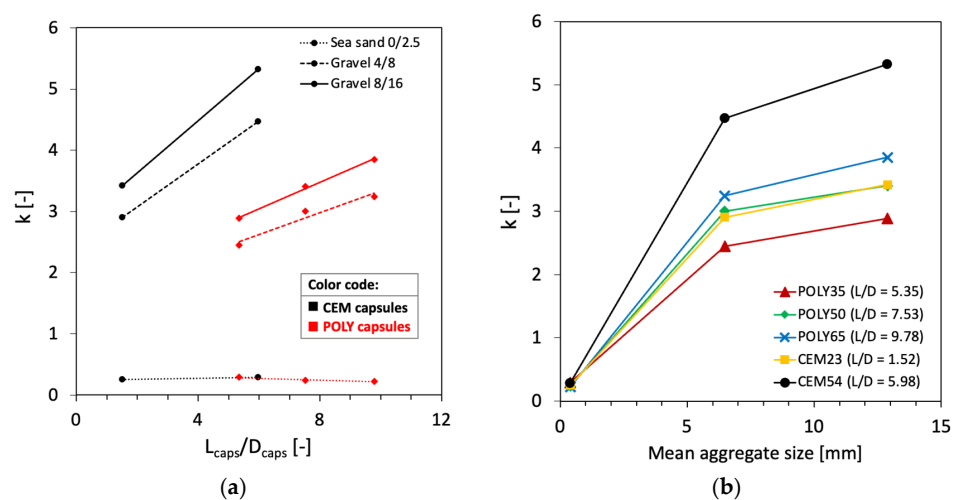 6
5
4
3
2
1
0
k [-]
Sea sand 0/2.5
Gravel 4/8
Gravel 8/16
Color code:
CEM capsules
POLY capsules
0 4 8 12
Lcaps/Dcaps [-]
(a)
6
5
4
3
2
1
0
k [-]
POLY35 (L/D = 5.35)
POLY50 (L/D = 7.53)
POLY65 (L/D = 9.78)
CEM23 (L/D = 1.52)
CEM54 (L/D = 5.98)
0 5 10 15
Mean aggregate size [mm]
(b)